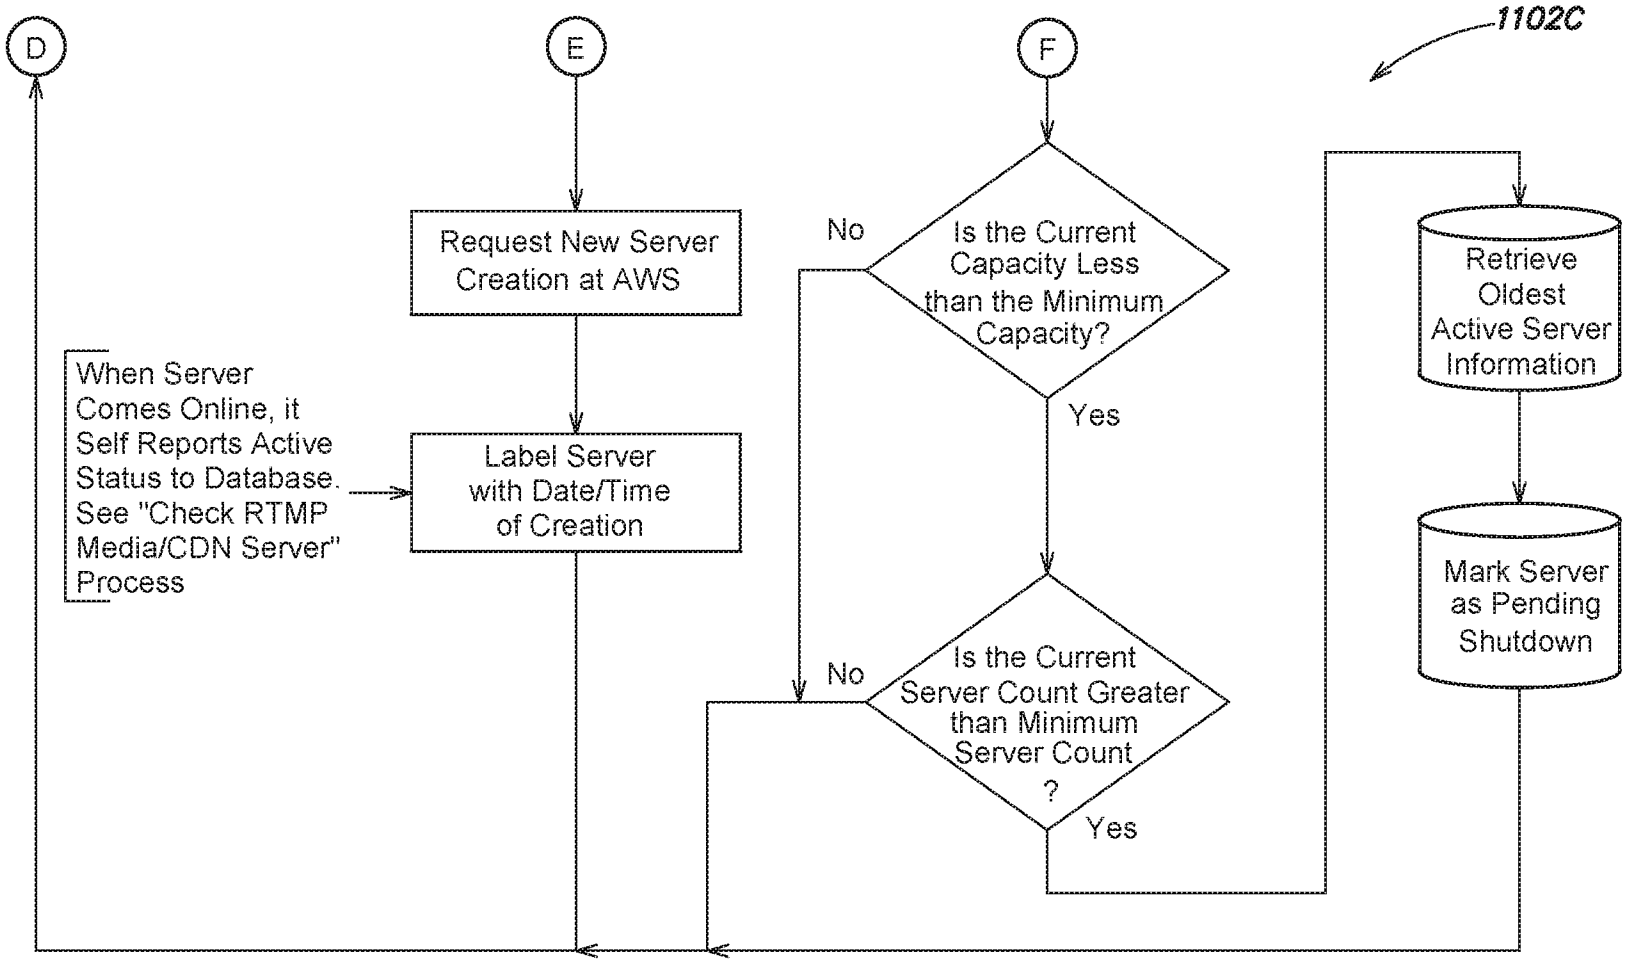 1102C
D
E
F
Request New Server
Creation at AWS
When Server
Comes Online, it
Self Reports Active
Status to Database.
See "Check RTMP
Media/CDN Server"
Process
Label Server
with Date/Time
of Creation
Is the Current
Capacity Less
than the Minimum
Capacity?
No
Yes
Is the Current
Server Count Greater
than Minimum
Server Count
?
No
Yes
Retrieve
Oldest
Active Server
Information
Mark Server
as Pending
Shutdown